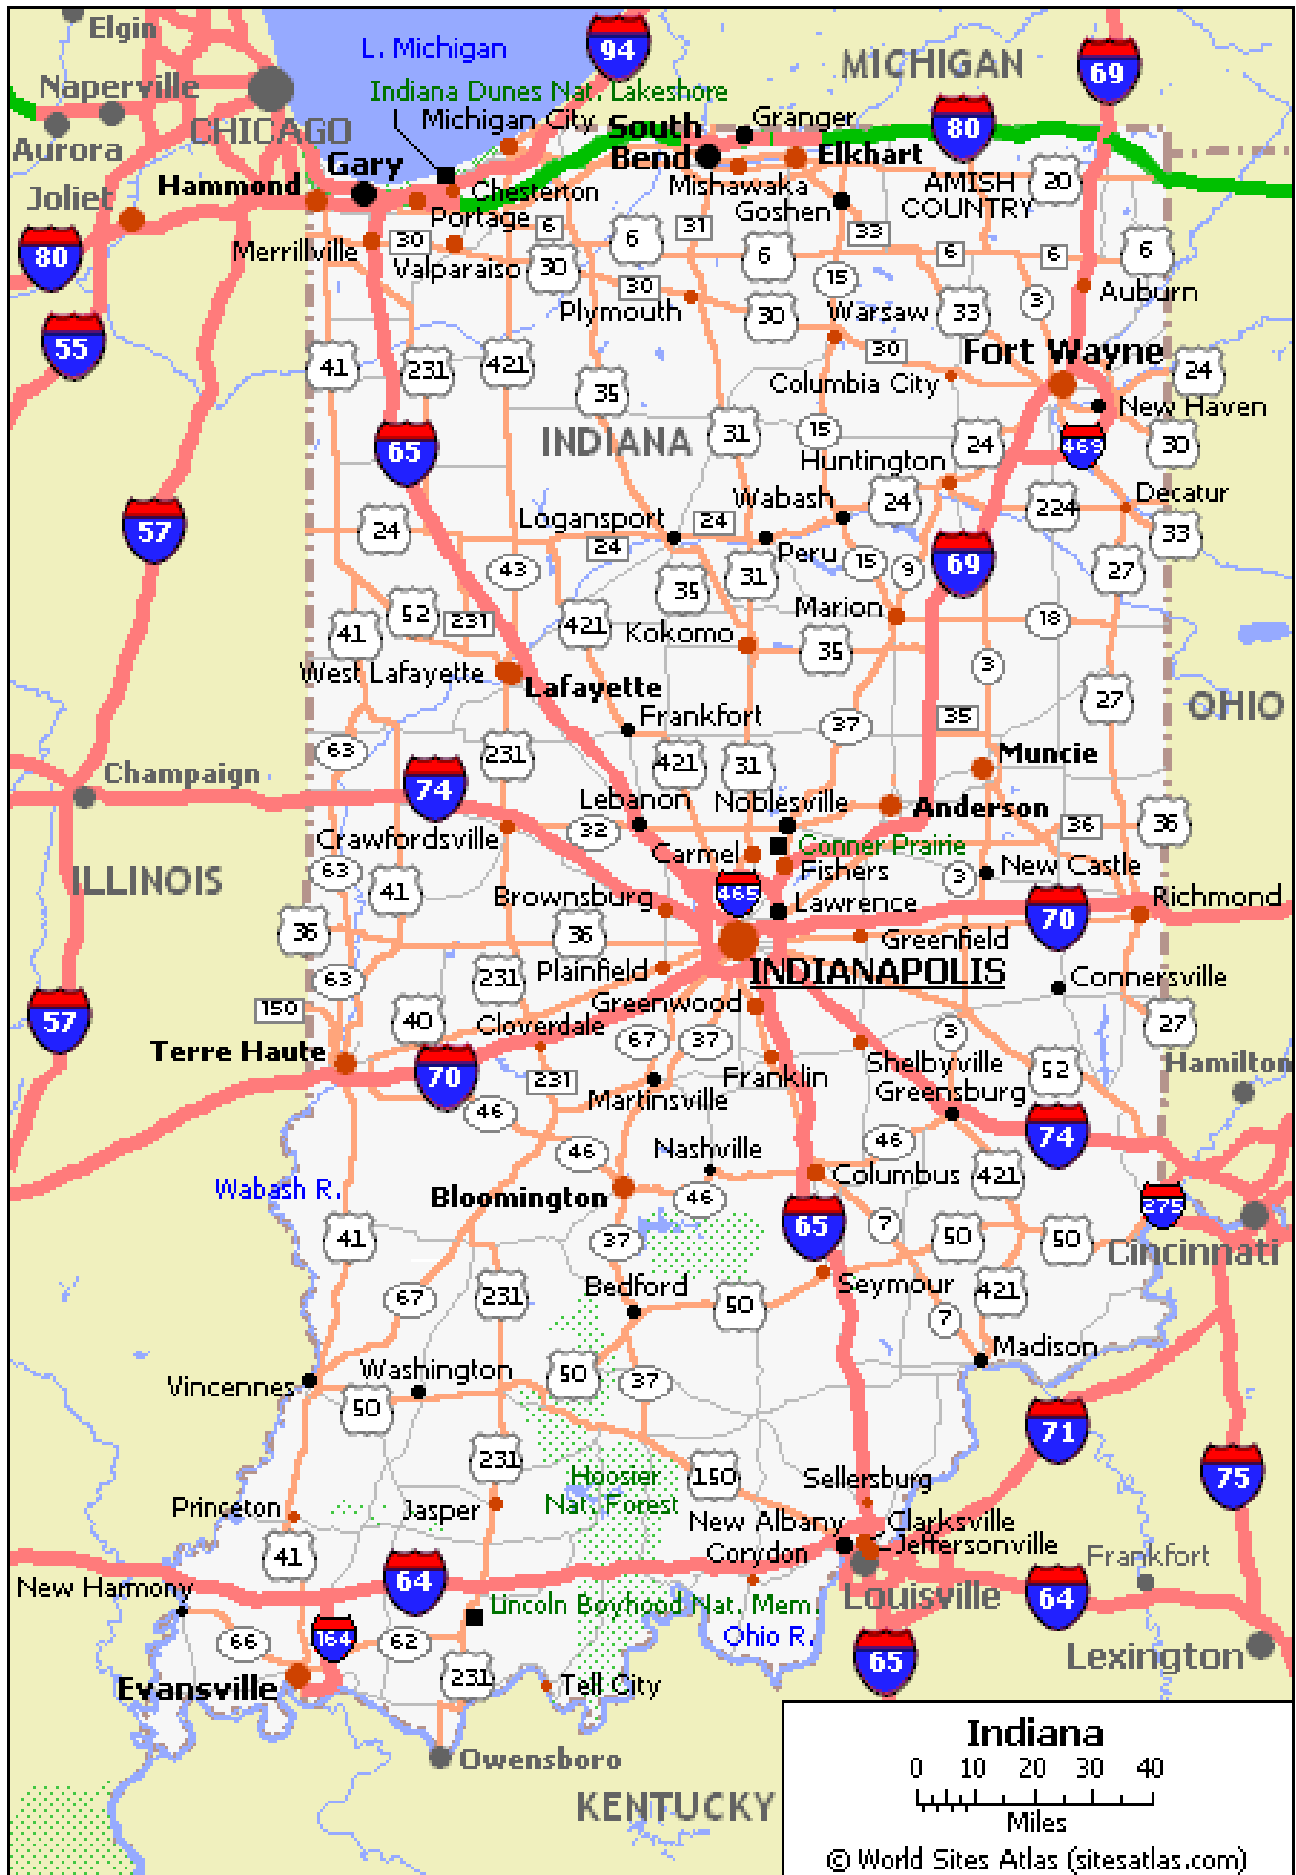 Elgin
L. Michigan
94
MICHIGAN
69
Naperville
Indiana Dunes Nat. Lakeshore
Aurora
CHICAGO
Michigan City
South
Bend
Granger
80
Elkhart
Joliet
Hammond
Gary
Chesterton
Portage
Mishawaka
Goshen
AMISH
COUNTRY
20
80
Merrillville
30
Valparaiso
6
30
6
31
33
6
15
6
6
6
30
Plymouth
30
Warsaw
33
3
Auburn
55
41
231
421
35
30
Fort Wayne
24
Columbia City
New Haven
65
INDIANA
31
15
24
469
30
Huntington
57
24
Logansport
24
24
Wabash
24
224
Decatur
33
Peru
43
35
31
15
9
69
27
52
231
41
421
Kokomo
Marion
18
35
3
West Lafayette
Lafayette
27
OHIO
Frankfort
37
35
63
231
421
31
Muncie
Champaign
74
Lebanon
Noblesville
Anderson
Crawfordsville
32
Conner Prairie
36
36
Carmel
Fishers
ILLINOIS
63
41
Brownsburg
465
Lawrence
3
New Castle
Richmond
70
36
36
Greenfield
63
231
Plainfield
INDIANAPOLIS
Connersville
150
40
Cloverdale
Greenwood
57
67
37
3
27
Terre Haute
70
231
Franklin
Shelbyville
52
Hamilton
46
Martinsville
Greensburg
74
46
Nashville
46
Wabash R.
Bloomington
46
Columbus
421
275
41
37
65
7
50
50
Cincinnati
67
231
Bedford
50
Seymour
421
7
Madison
Vincennes
Washington
50
50
37
71
231
Hoosier
Nat. Forest
150
Sellersburg
75
Princeton
Jasper
New Albany
Clarksville
Jeffersonville
41
Corydon
Frankfort
New Harmony
64
Lincoln Boyhood Nat. Mem.
Louisville
64
66
164
62
Ohio R.
65
Lexington
Evansville
231
Tell City
Owensboro
KENTUCKY
Indiana
0 10 20 30 40
Miles
© World Sites Atlas (sitesatlas.com)